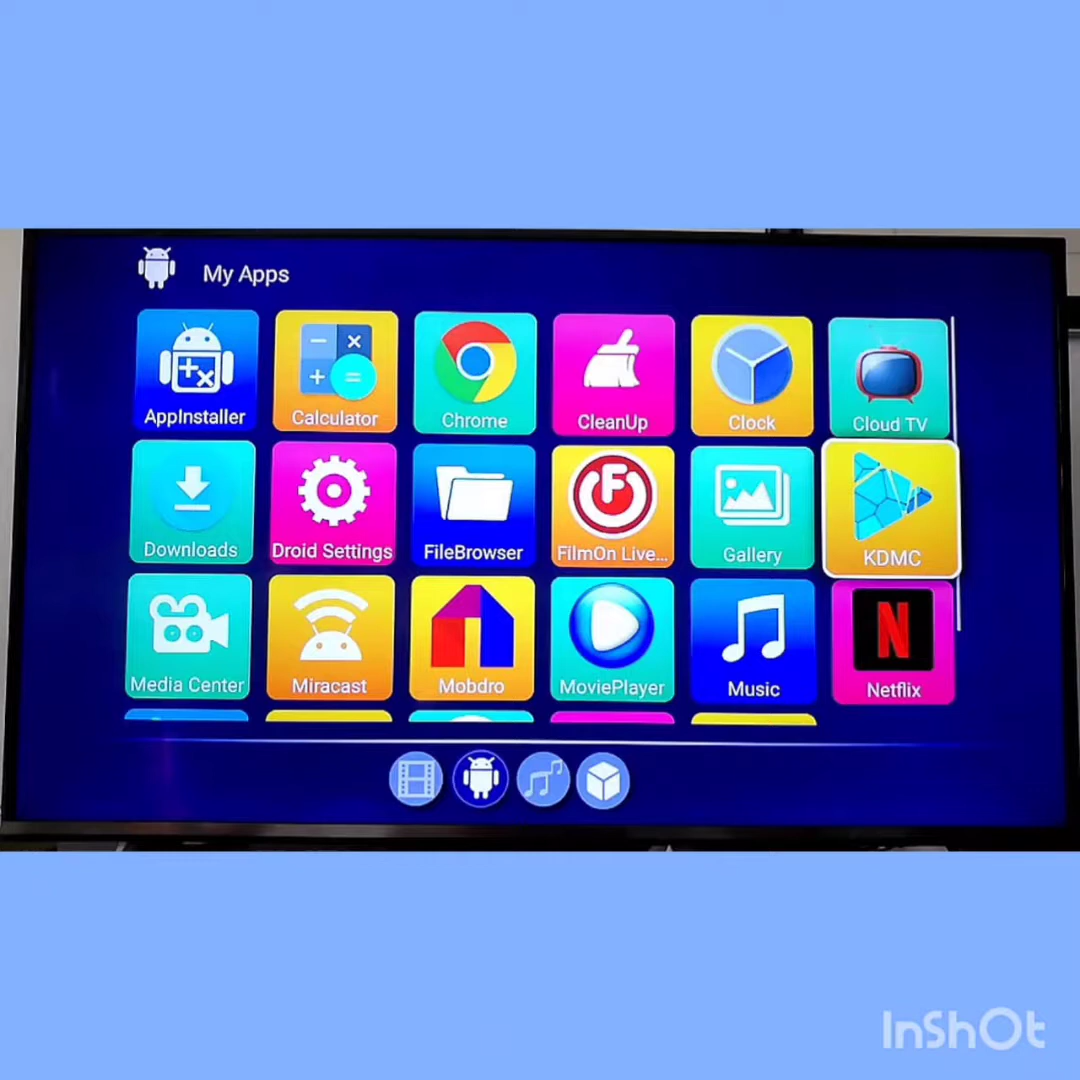 My Apps
AppInstaller
Calculator
Chrome
CleanUp
Clock
Cloud TV
Downloads
Droid Settings
FileBrowser
F
FilmOn Live...
Gallery
KDMC
Media Center
Miracast
Mobdro
MoviePlayer
Music
N
Netflix
InShOt